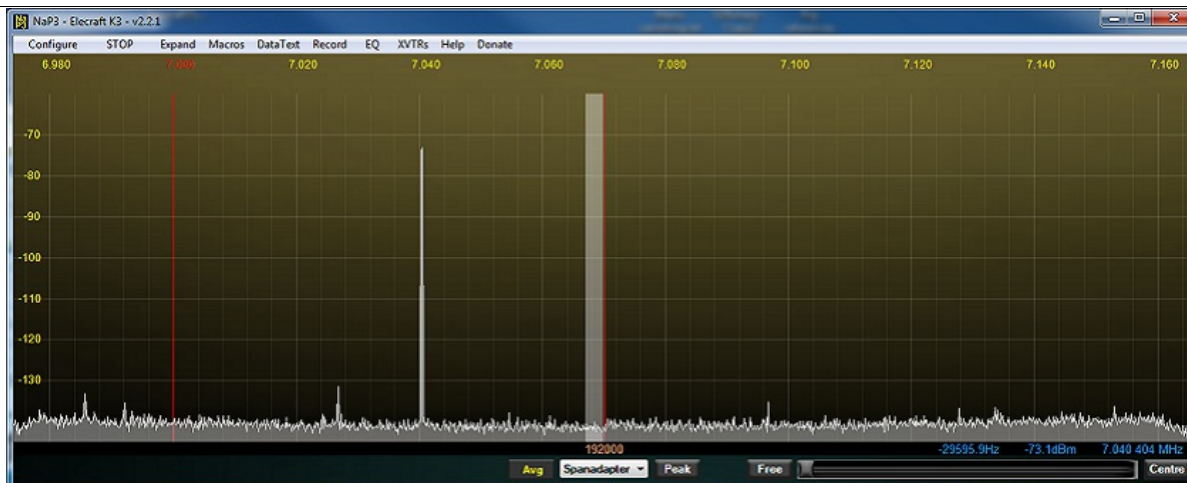 NaP3 - Elecraft K3 - v2.2.1
Configure STOP Expand Macros DataText Record EQ XVTRs Help Donate
6.980 7.000 7.020 7.040 7.060 7.080 7.100 7.120 7.140 7.160
-70
-80
-90
-100
-110
-120
-130
192000 -29595.9Hz -73.1dBm 7.040 404 MHz
Avg Spanadapter Peak Free Centre